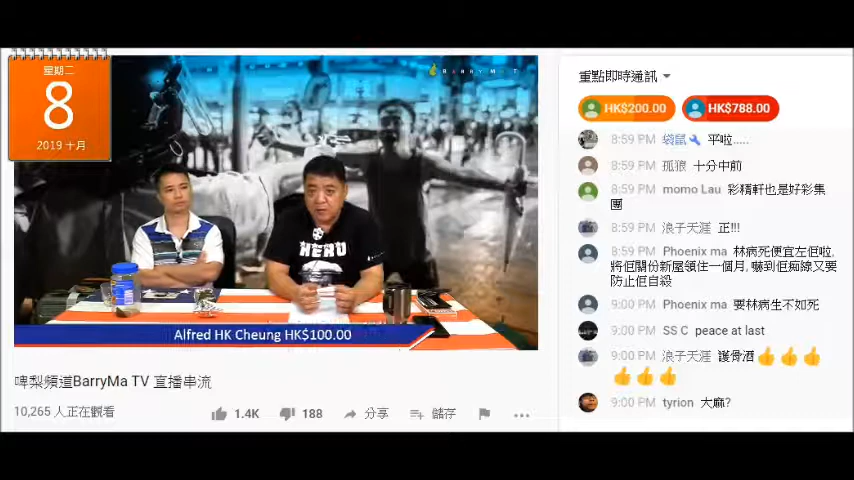 星期二
8
2019 十月
BARRYMA T
HERO
Alfred HK Cheung HK$100.00
啤梨頻道BarryMa TV 直播串流
10,265 人正在觀看
1.4K
188
分享
儲存
重點即時通訊
HK$200.00
HK$788.00
8:59 PM 袋鼠 平啦.....
8:59 PM 孤狼 十分中前
8:59 PM momo Lau 彩精軒也是好彩集
團
8:59 PM 浪子天涯 正!!!
8:59 PM Phoenix ma 林病死便宜左佢啦,
將佢關份新屋領住一個月,嚇到佢痴線又要
防止佢自殺
9:00 PM Phoenix ma 要林病生不如死
9:00 PM SS C peace at last
9:00 PM 浪子天涯 護骨酒👍👍👍
👍👍👍
9:00 PM tyrion 大麻?